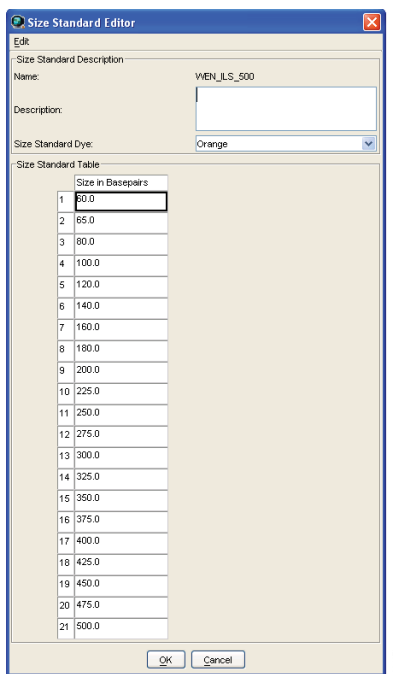 Size Standard Editor
Edit
Size Standard Description
Name: WEN_ILS_500
Description:
Size Standard Dye: Orange
Size Standard Table
Size in Basepairs
1 60.0
2 65.0
3 80.0
4 100.0
5 120.0
6 140.0
7 160.0
8 180.0
9 200.0
10 225.0
11 250.0
12 275.0
13 300.0
14 325.0
15 350.0
16 375.0
17 400.0
18 425.0
19 450.0
20 475.0
21 500.0
OK Cancel